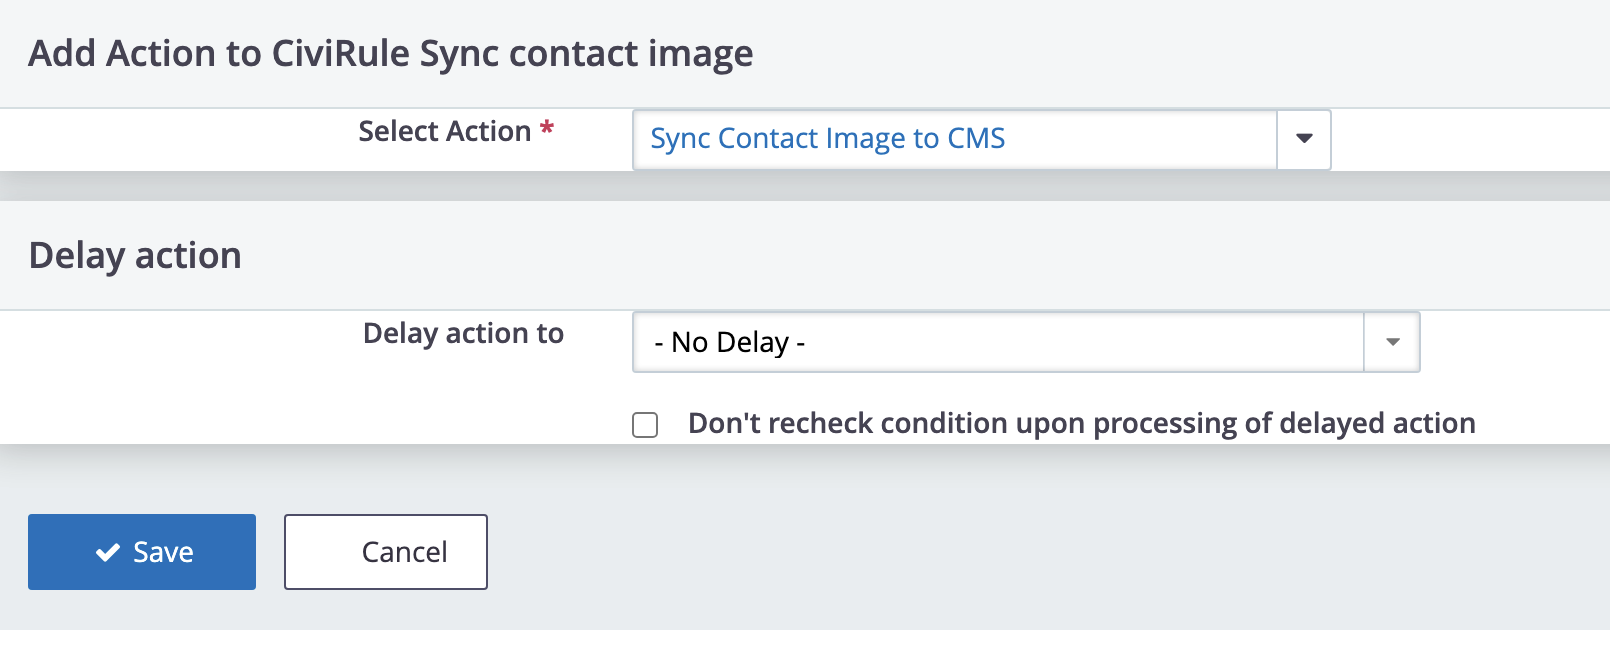 Add Action to CiviRule Sync contact image
Select Action *
Sync Contact Image to CMS
Delay action
Delay action to
- No Delay -
Don't recheck condition upon processing of delayed action
Save
Cancel